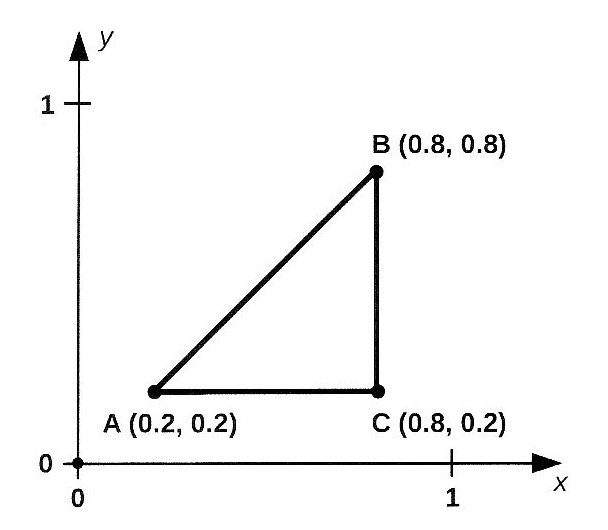 y
1
B (0.8, 0.8)
A (0.2, 0.2)
C (0.8, 0.2)
0
x
0
1